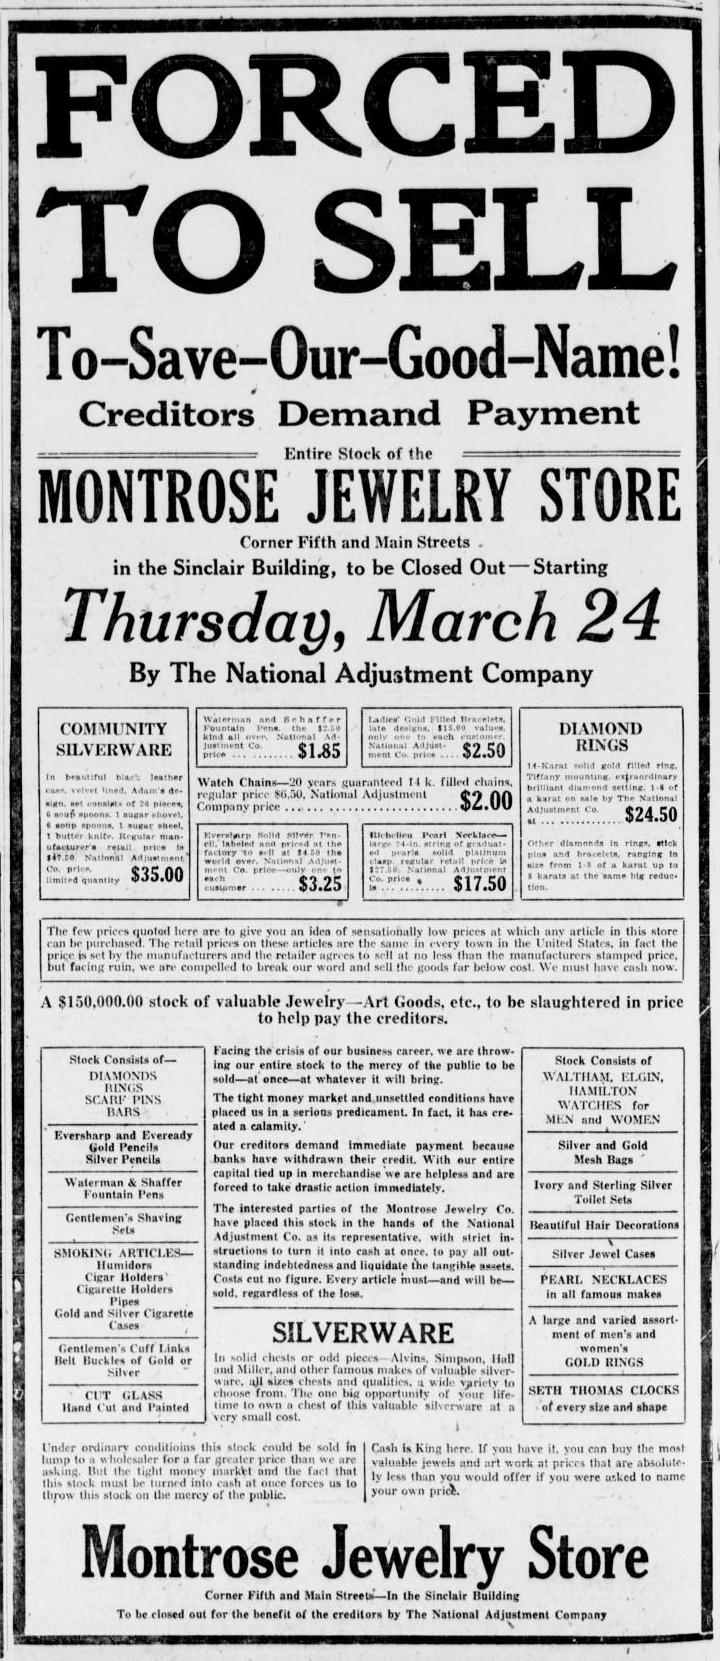 FORCED
TO SELL
To-Save-Our-Good-Name!
Creditors Demand Payment
Entire Stock of the
MONTROSE JEWELRY STORE
Corner Fifth and Main Streets
in the Sinclair Building, to be Closed Out—Starting
Thursday, March 24
By The National Adjustment Company
COMMUNITY
SILVERWARE
In beautiful black leather
case, velvet lined, Adam's de-
sign, set consists of 26 pieces,
6 soup spoons, 1 sugar shovel,
6 soup spoons, 1 sugar sheel,
1 butter knife. Regular man-
ufacturer's retail price is
$47.50. National Adjustment
Co. price,
limited quantity $35.00
Waterman and Schaffer
Fountain Pens, the $2.50
kind all over. National Ad-
justment Co.
price .......... $1.85
Ladies' Gold Filled Bracelets,
late designs, $15.00 values,
only one to each customer.
National Adjust-
ment Co. price .... $2.50
Watch Chains—20 years guaranteed 14 k. filled chains,
regular price $6.50, National Adjustment
Company price .......................... $2.00
Eversharp Solid Silver Pen-
cil, labeled and priced at the
factory to sell at $4.50 the
world over. National Adjust-
ment Co. price—only one to
each
customer ........ $3.25
Richelieu Pearl Necklace—
large 24-in. string of graduat-
ed pearls solid platinum
clasp, regular retail price is
$27.50. National Adjustment
Co. price
is ............ $17.50
DIAMOND
RINGS
14-Karat solid gold filled ring,
Tiffany mounting, extraordinary
brilliant diamond setting, 1-8 of
a karat on sale by The National
Adjustment Co.
at ................ $24.50
Other diamonds in rings, stick
pins and bracelets, ranging in
size from 1-8 of a karat up to
8 karats at the same big reduc-
tion.
The few prices quoted here are to give you an idea of sensationally low prices at which any article in this store
can be purchased. The retail prices on these articles are the same in every town in the United States, in fact the
price is set by the manufacturers and the retailer agrees to sell at no less than the manufacturers stamped price,
but facing ruin, we are compelled to break our word and sell the goods far below cost. We must have cash now.
A $150,000.00 stock of valuable Jewelry—Art Goods, etc., to be slaughtered in price
to help pay the creditors.
Stock Consists of—
DIAMONDS
RINGS
SCARF PINS
BARS
Eversharp and Eveready
Gold Pencils
Silver Pencils
Waterman & Shaffer
Fountain Pens
Gentlemen's Shaving
Sets
SMOKING ARTICLES—
Humidors
Cigar Holders
Cigarette Holders
Pipes
Gold and Silver Cigarette
Cases
Gentlemen's Cuff Links
Belt Buckles of Gold or
Silver
CUT GLASS
Hand Cut and Painted
Facing the crisis of our business career, we are throw-
ing our entire stock to the mercy of the public to be
sold—at once—at whatever it will bring.
The tight money market and unsettled conditions have
placed us in a serious predicament. In fact, it has cre-
ated a calamity.
Our creditors demand immediate payment because
banks have withdrawn their credit. With our entire
capital tied up in merchandise we are helpless and are
forced to take drastic action immediately.
The interested parties of the Montrose Jewelry Co.
have placed this stock in the hands of the National
Adjustment Co. as its representative, with strict in-
structions to turn it into cash at once, to pay all out-
standing indebtedness and liquidate the tangible assets.
Costs cut no figure. Every article must—and will be—
sold, regardless of the loss.
SILVERWARE
In solid chests or odd pieces—Alvins, Simpson, Hall
and Miller, and other famous makes of valuable silver-
ware, all sizes chests and qualities, a wide variety to
choose from. The one big opportunity of your life-
time to own a chest of this valuable silverware at a
very small cost.
Stock Consists of
WALTHAM, ELGIN,
HAMILTON
WATCHES for
MEN and WOMEN
Silver and Gold
Mesh Bags
Ivory and Sterling Silver
Toilet Sets
Beautiful Hair Decorations
Silver Jewel Cases
PEARL NECKLACES
in all famous makes
A large and varied assort-
ment of men's and
women's
GOLD RINGS
SETH THOMAS CLOCKS
of every size and shape
Under ordinary conditioins this stock could be sold in
lump to a wholesaler for a far greater price than we are
asking. But the tight money market and the fact that
this stock must be turned into cash at once forces us to
throw this stock on the mercy of the public.
Cash is King here. If you have it, you can buy the most
valuable jewels and art work at prices that are absolute-
ly less than you would offer if you were asked to name
your own price.
Montrose Jewelry Store
Corner Fifth and Main Streets—In the Sinclair Building
To be closed out for the benefit of the creditors by The National Adjustment Company